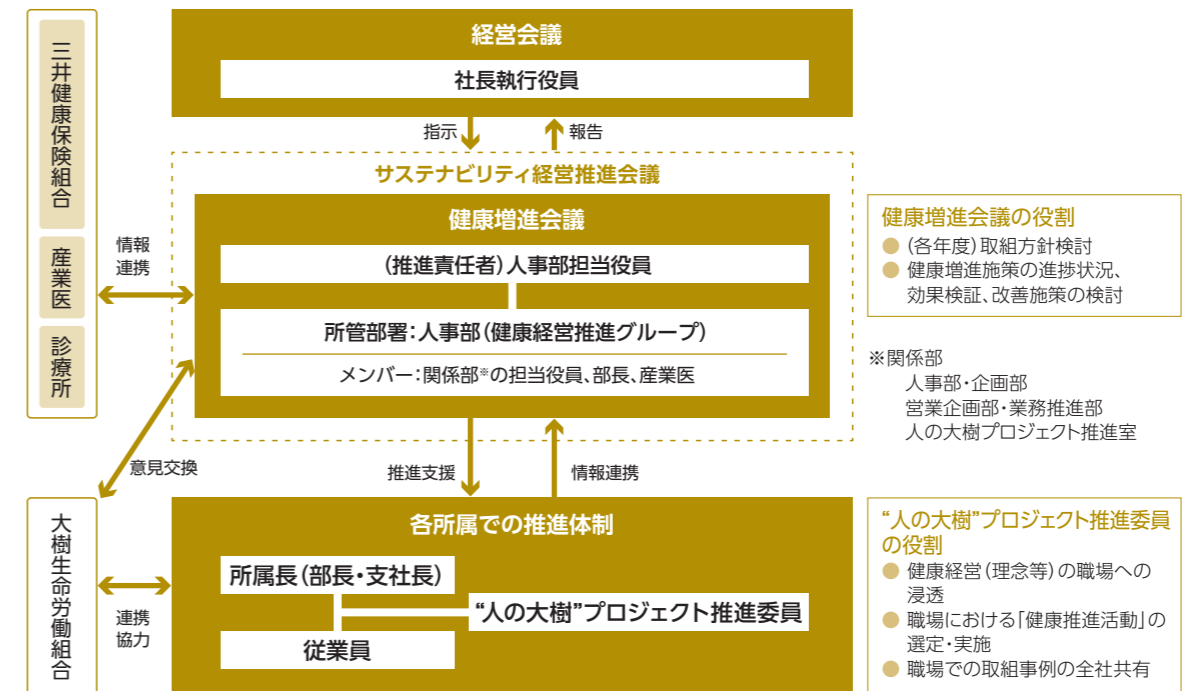 三井健康保険組合
産業医
診療所
経営会議
社長執行役員
指示
報告
サステナビリティ経営推進会議
健康増進会議
(推進責任者)人事部担当役員
所管部署:人事部(健康経営推進グループ)
メンバー:関係部※の担当役員、部長、産業医
情報
連携
健康増進会議の役割
● (各年度)取組方針検討
● 健康増進施策の進捗状況、
効果検証、改善施策の検討
※関係部
人事部・企画部
営業企画部・業務推進部
人の大樹プロジェクト推進室
意見交換
推進支援
情報連携
大樹生命労働組合
連携
協力
各所属での推進体制
所属長(部長・支社長)
“人の大樹”プロジェクト推進委員
従業員
“人の大樹”プロジェクト推進委員
の役割
● 健康経営(理念等)の職場への
浸透
● 職場における「健康推進活動」の
選定・実施
● 職場での取組事例の全社共有